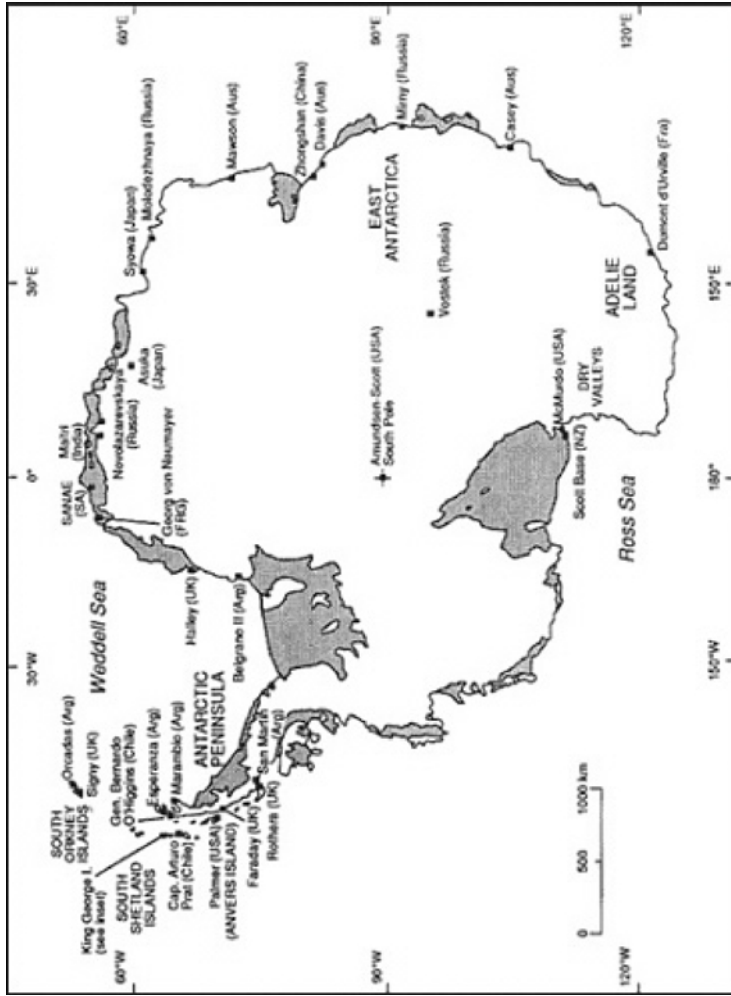 30°W
0°
30°E
60°W
60°E
Orcadas (Arg)
Signy (UK)
SOUTH
ORKNEY
ISLANDS
King George I.
(see inset)
Gen. Bernardo
O'Higgins (Chile)
SOUTH
SHETLAND
ISLANDS
Esperanza (Arg)
Marambio (Arg)
Cap. Arturo
Prat (Chile)
Palmer (USA)
(ANVERS ISLAND)
Faraday (UK)
Rothera (UK)
San Martin
(Arg)
ANTARCTIC
PENINSULA
Weddell Sea
Halley (UK)
Belgrano II (Arg)
SANAE
(SA)
Georg von Neumayer
(FRG)
Maitri
(India)
Novolazarevskaya
(Russia)
Asuka
(Japan)
Syowa (Japan)
Molodezhnaya (Russia)
Mawson (Aus)
Zhongshan (China)
Davis (Aus)
90°W
Amundsen-Scott (USA)
South Pole
EAST
ANTARCTICA
Mirny (Russia)
90°E
Vostok (Russia)
Casey (Aus)
McMurdo (USA)
DRY
VALLEYS
Scott Base (NZ)
ADELIE
LAND
Dumont d'Urville (Fra)
Ross Sea
0
500
1000 km
120°W
120°E
150°W
180°
150°E